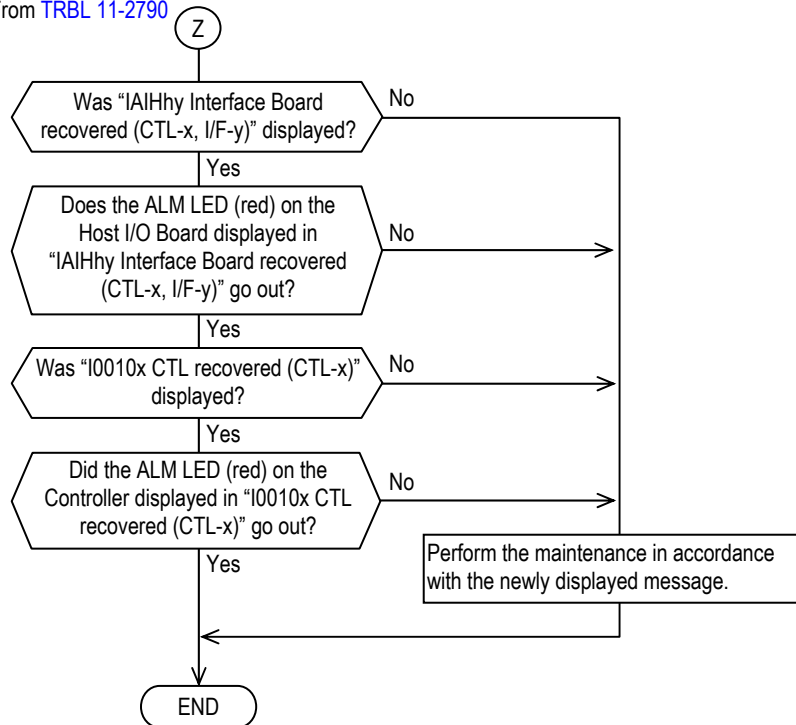 From TRBL 11-2790
Z
Was “IAIHhy Interface Board
recovered (CTL-x, I/F-y)” displayed?
No
Yes
Does the ALM LED (red) on the
Host I/O Board displayed in
“IAIHhy Interface Board recovered
(CTL-x, I/F-y)” go out?
No
Yes
Was “I0010x CTL recovered (CTL-x)”
displayed?
No
Yes
Did the ALM LED (red) on the
Controller displayed in “I0010x CTL
recovered (CTL-x)” go out?
No
Yes
Perform the maintenance in accordance
with the newly displayed message.
END